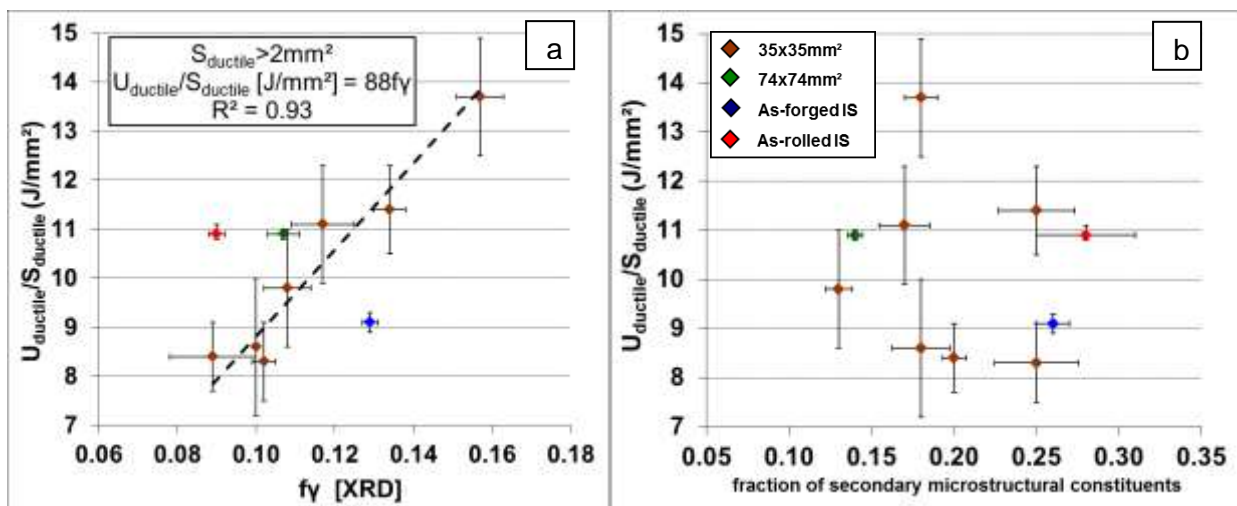 a
S_ductile>2mm²
U_ductile/S_ductile [J/mm²] = 88fγ
R² = 0.93
U_ductile/S_ductile (J/mm²)
15
14
13
12
11
10
9
8
7
0.06 0.08 0.10 0.12 0.14 0.16 0.18
fγ [XRD]
b
35x35mm²
74x74mm²
As-forged IS
As-rolled IS
U_ductile/S_ductile (J/mm²)
15
14
13
12
11
10
9
8
7
0.05 0.10 0.15 0.20 0.25 0.30 0.35
fraction of secondary microstructural constituents